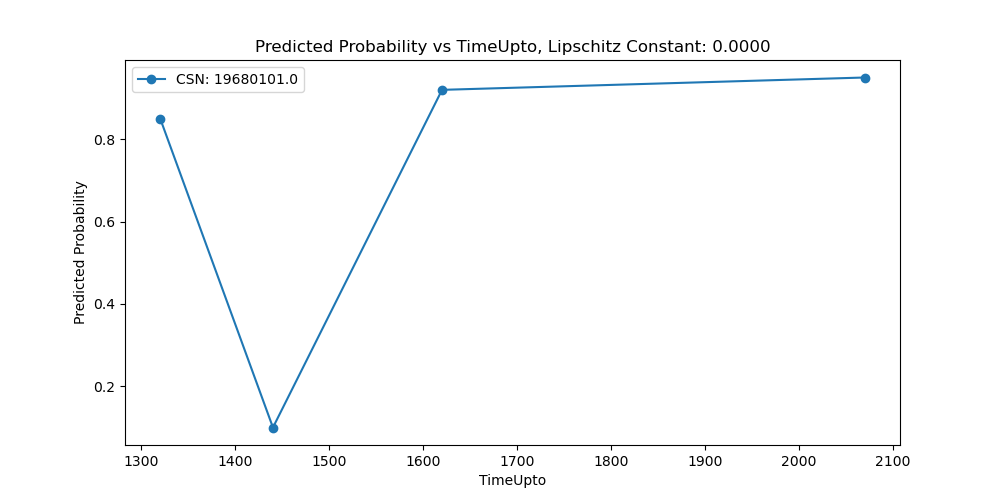 Predicted Probability vs TimeUpto, Lipschitz Constant: 0.0000
CSN: 19680101.0
Predicted Probability
0.8
0.6
0.4
0.2
1300 1400 1500 1600 1700 1800 1900 2000 2100
TimeUpto